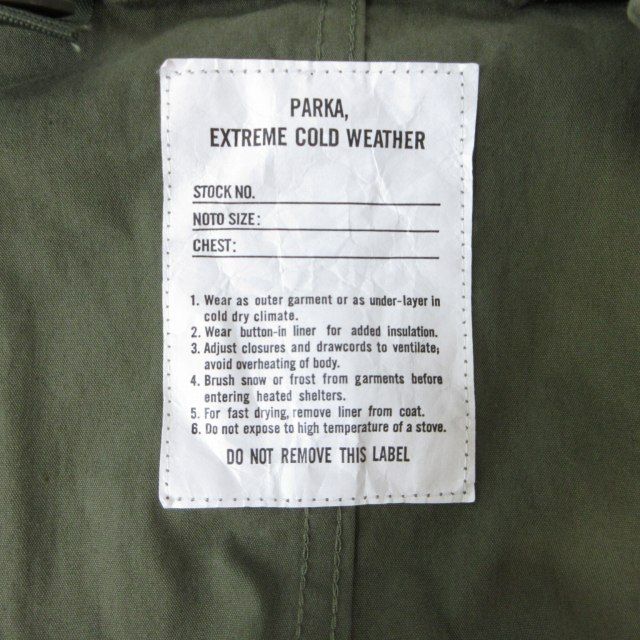 PARKA,
EXTREME COLD WEATHER
STOCK NO.
NOTO SIZE:
CHEST:
1. Wear as outer garment or as under-layer in
cold dry climate.
2. Wear button-in liner for added insulation.
3. Adjust closures and drawcords to ventilate;
avoid overheating of body.
4. Brush snow or frost from garments before
entering heated shelters.
5. For fast drying, remove liner from coat.
6. Do not expose to high temperature of a stove.
DO NOT REMOVE THIS LABEL